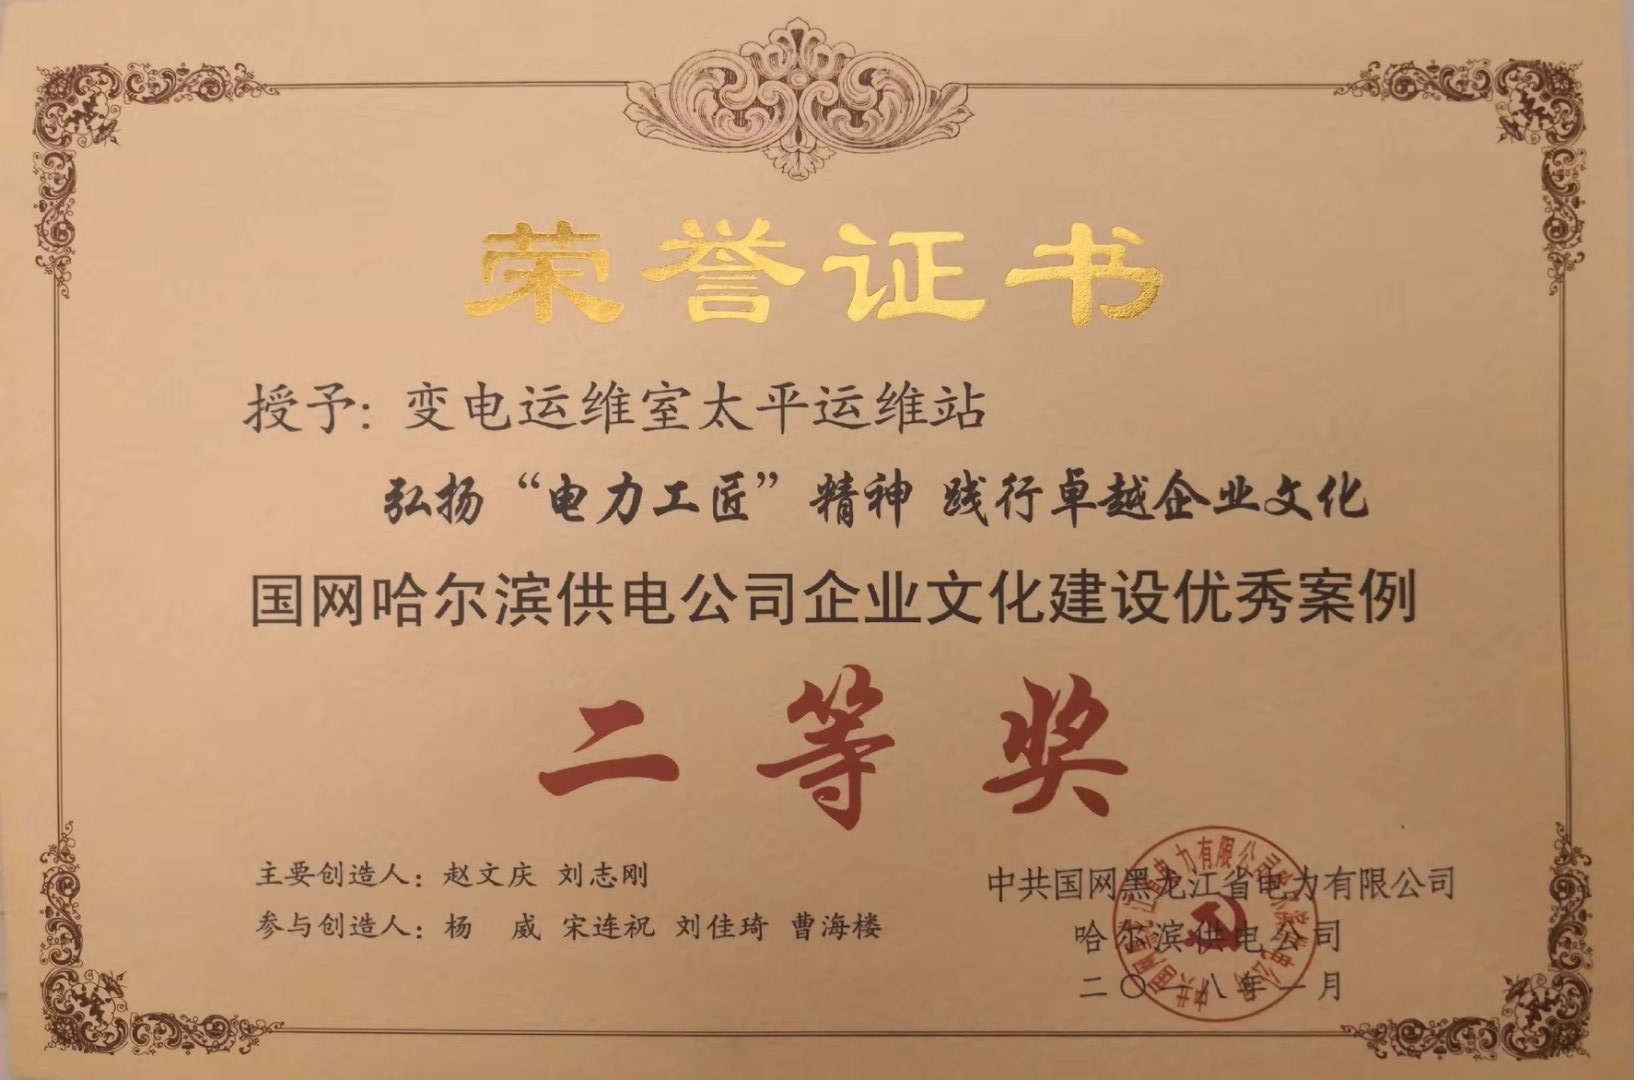 荣誉证书
授予：变电运维室太平运维站
弘扬“电力工匠”精神 践行卓越企业文化
国网哈尔滨供电公司企业文化建设优秀案例
二等奖
主要创造人：赵文庆 刘志刚
参与创造人：杨 威 宋连祝 刘佳琦 曹海楼
中共国网黑龙江省电力有限公司
哈尔滨供电公司
二〇一八年一月